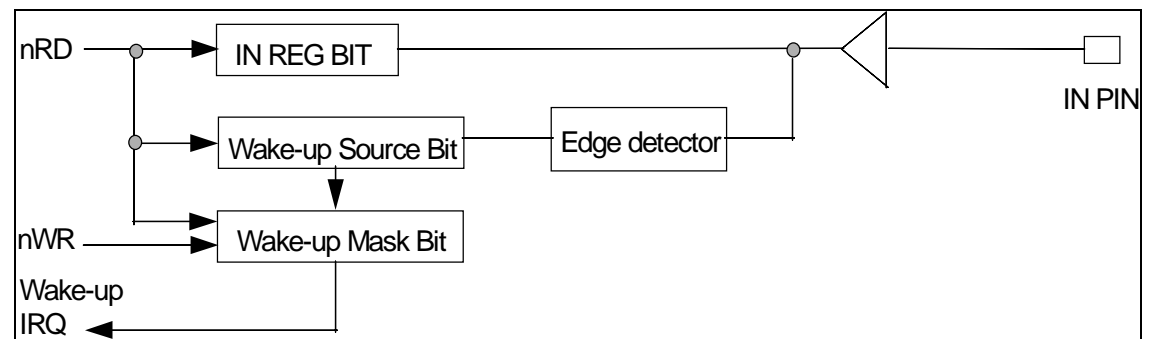 nRD
IN REG BIT
IN PIN
Wake-up Source Bit
Edge detector
nWR
Wake-up Mask Bit
Wake-up
IRQ